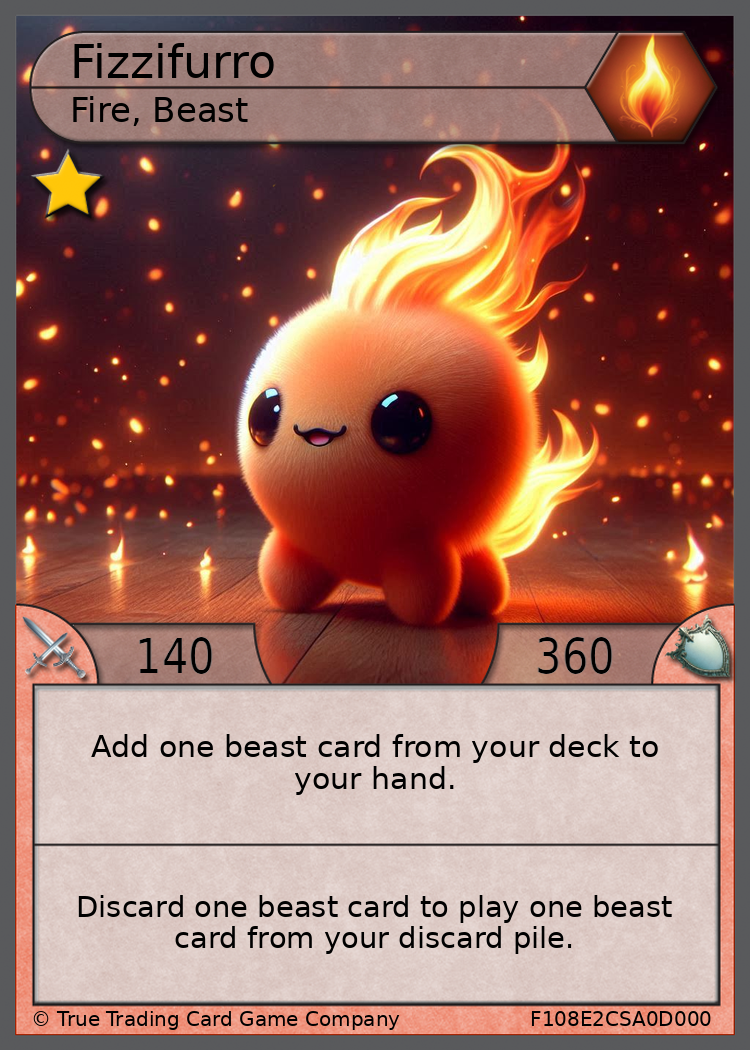 Fizzifurro
Fire, Beast
140
360
Add one beast card from your deck to
your hand.
Discard one beast card to play one beast
card from your discard pile.
© True Trading Card Game Company
F108E2CSA0D000